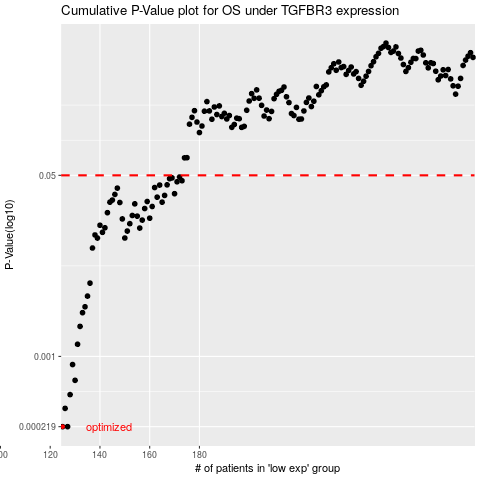 Cumulative P-Value plot for OS under TGFBR3 expression
P-Value(log10)
0.05
0.001
0.000219
optimized
00 120 140 160 180
# of patients in 'low exp' group